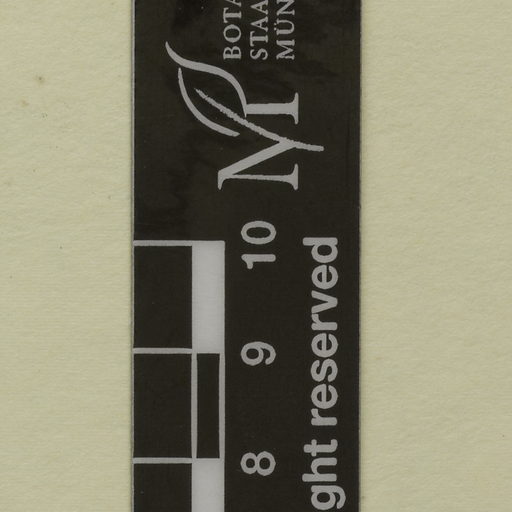 BOTA
STAA
MÜN
M
8 9 10
ght reserved